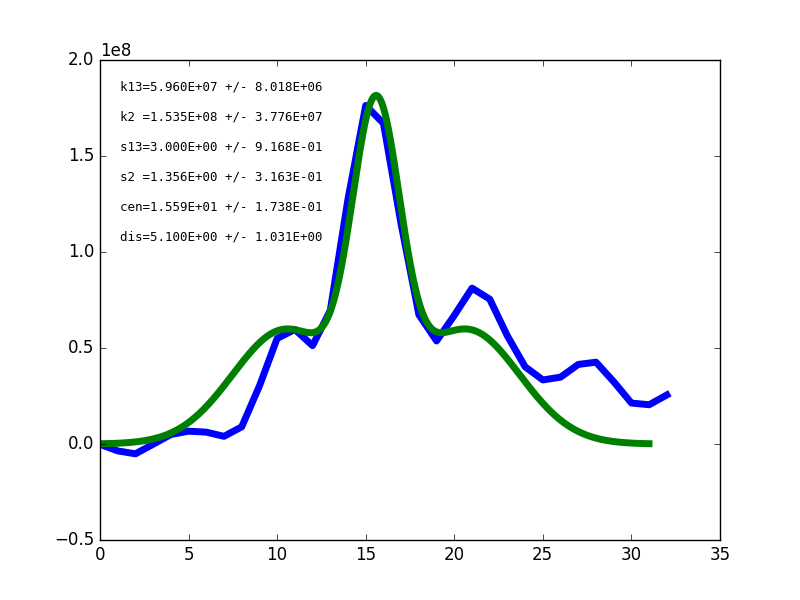 1e8
2.0
k13=5.960E+07 +/- 8.018E+06
k2 =1.535E+08 +/- 3.776E+07
1.5
s13=3.000E+00 +/- 9.168E-01
s2 =1.356E+00 +/- 3.163E-01
cen=1.559E+01 +/- 1.738E-01
dis=5.100E+00 +/- 1.031E+00
1.0
0.5
0.0
−0.5
0 5 10 15 20 25 30 35